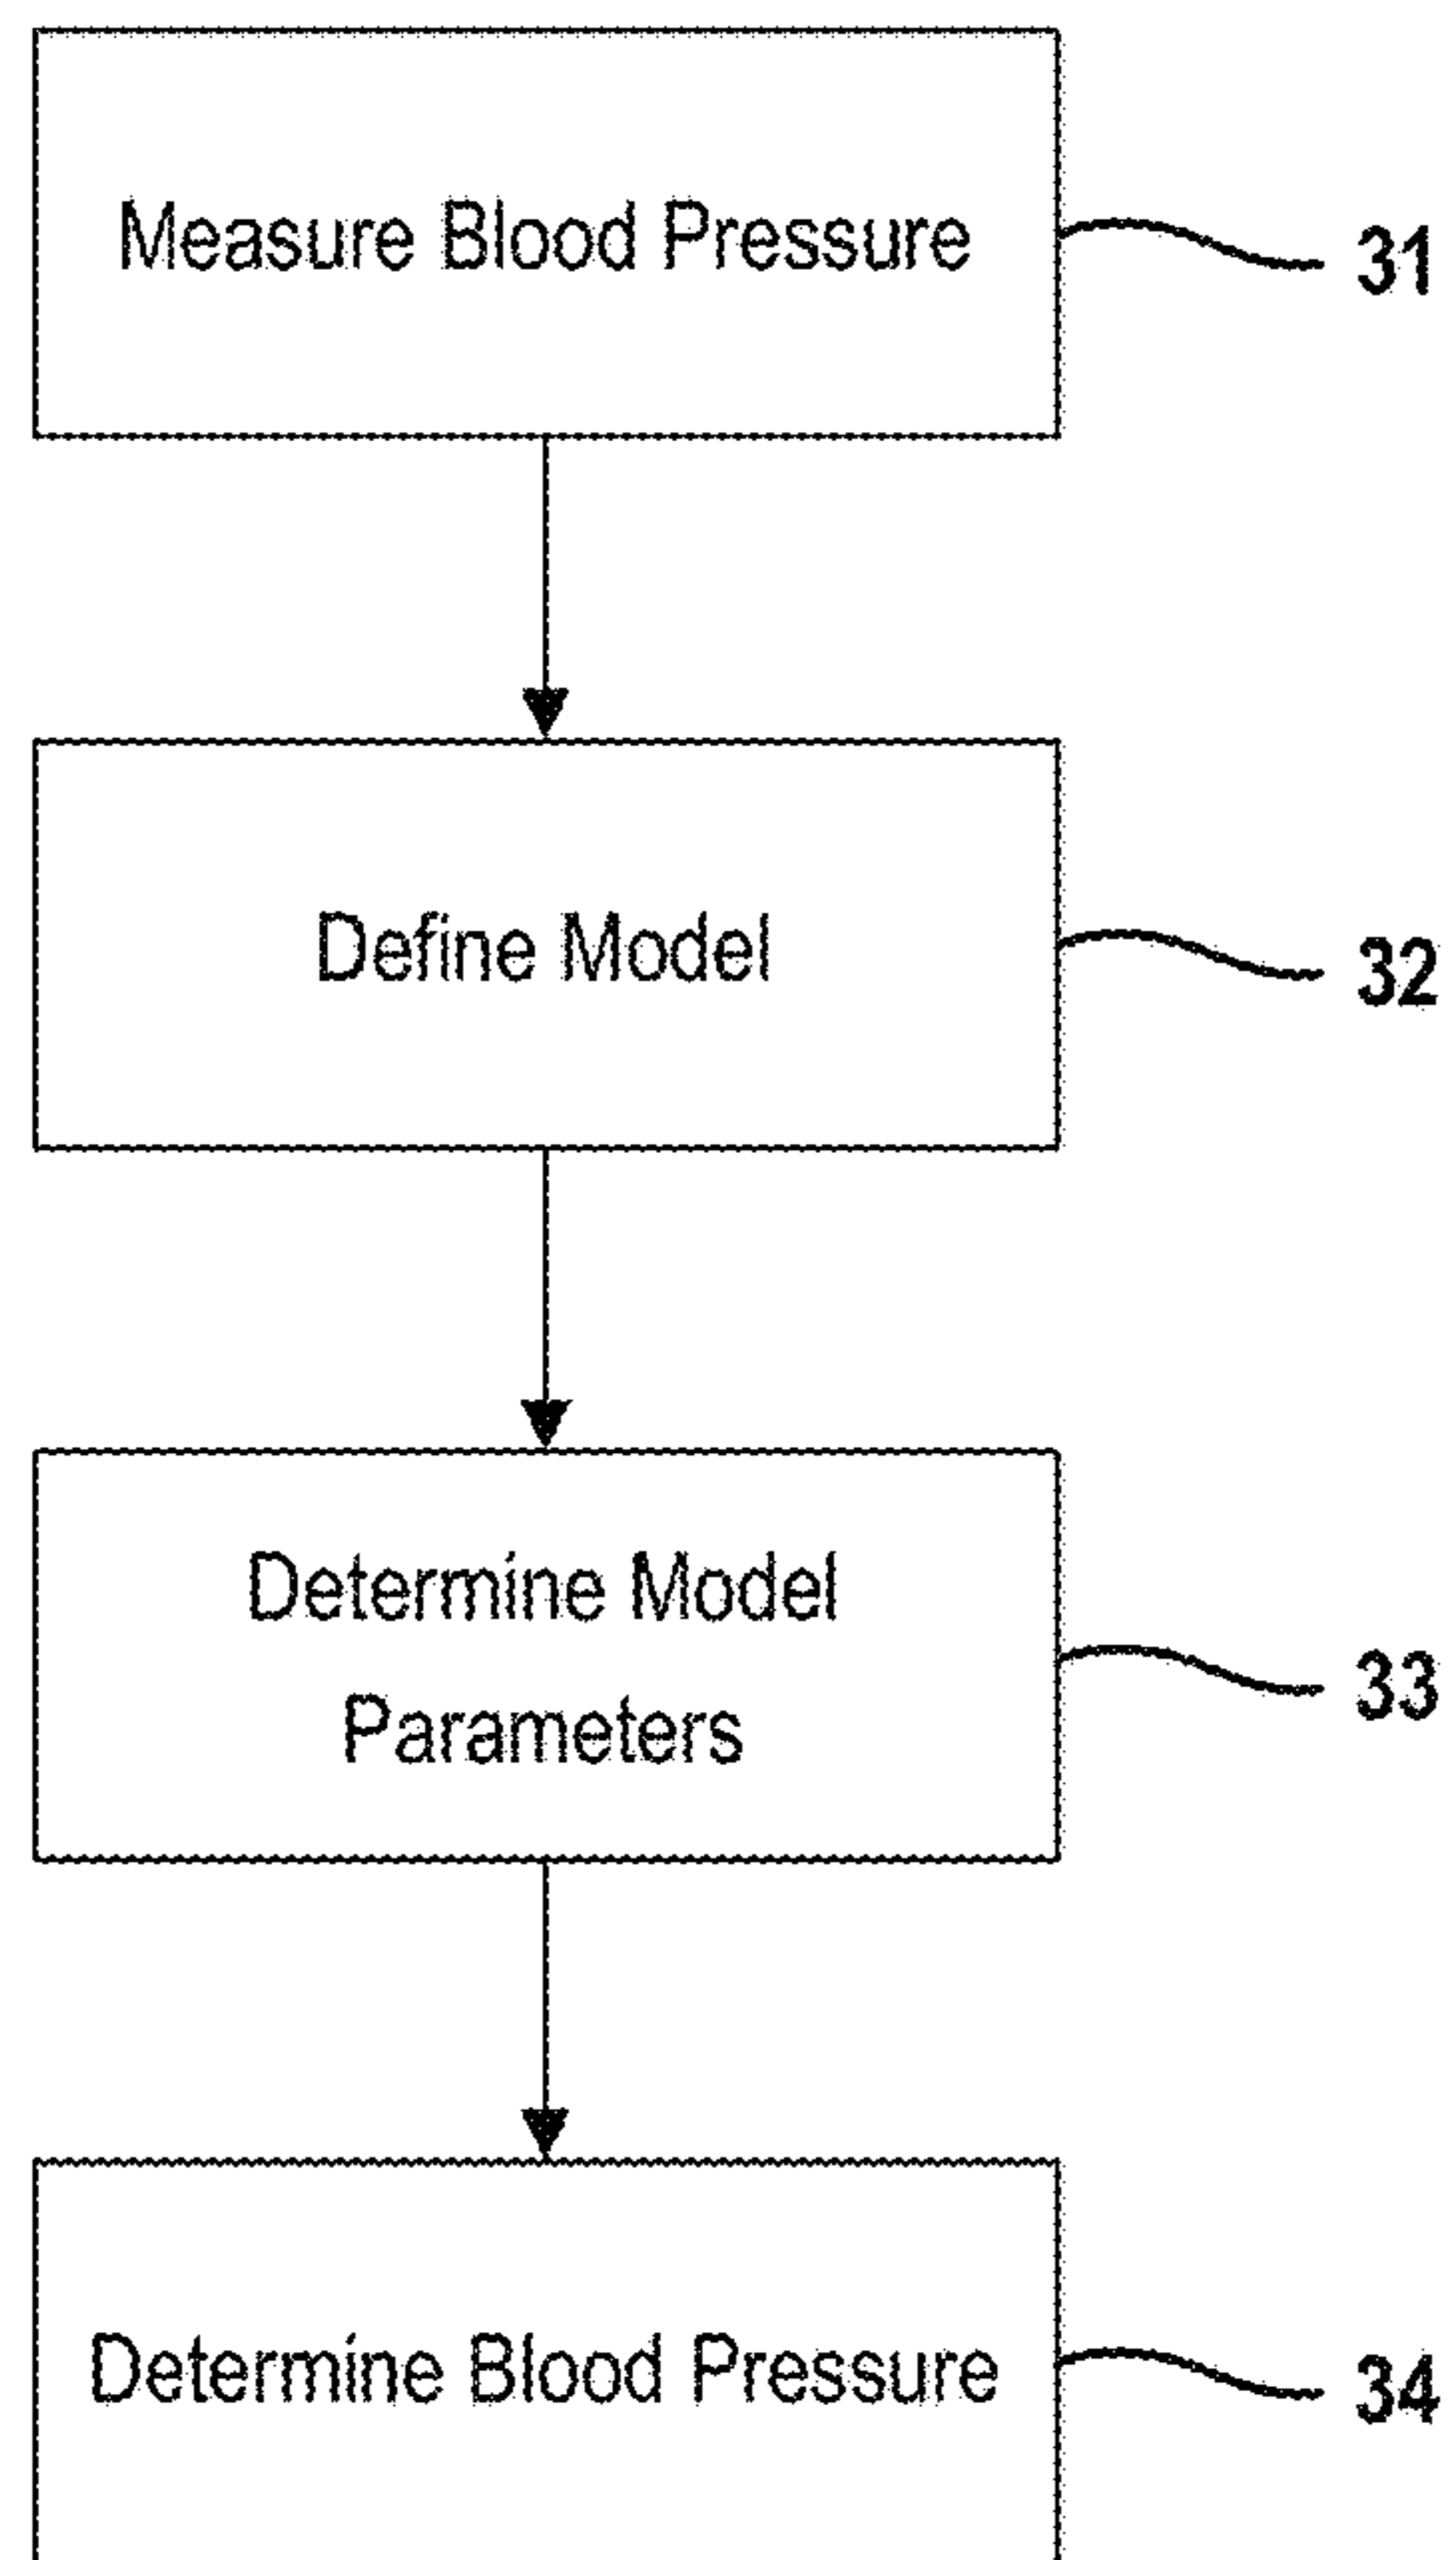 Measure Blood Pressure
31
Define Model
32
Determine Model
Parameters
33
Determine Blood Pressure
34